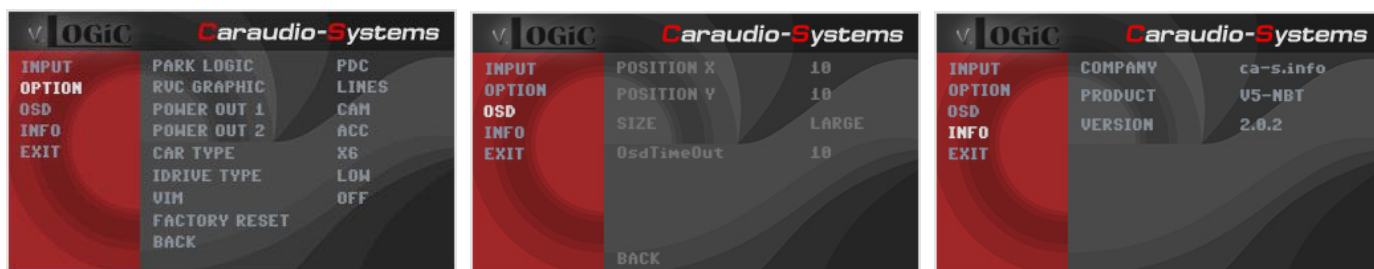 v.LOGiC Caraudio-Systems
INPUT
OPTION
OSD
INFO
EXIT
PARK LOGIC PDC
RVC GRAPHIC LINES
POWER OUT 1 CAM
POWER OUT 2 ACC
CAR TYPE X6
IDRIVE TYPE LOW
VIM OFF
FACTORY RESET
BACK
v.LOGiC Caraudio-Systems
INPUT
OPTION
OSD
INFO
EXIT
POSITION X 10
POSITION Y 10
SIZE LARGE
OsdTimeOut 10
BACK
v.LOGiC Caraudio-Systems
INPUT
OPTION
OSD
INFO
EXIT
COMPANY ca-s.info
PRODUCT V5-NBT
VERSION 2.0.2